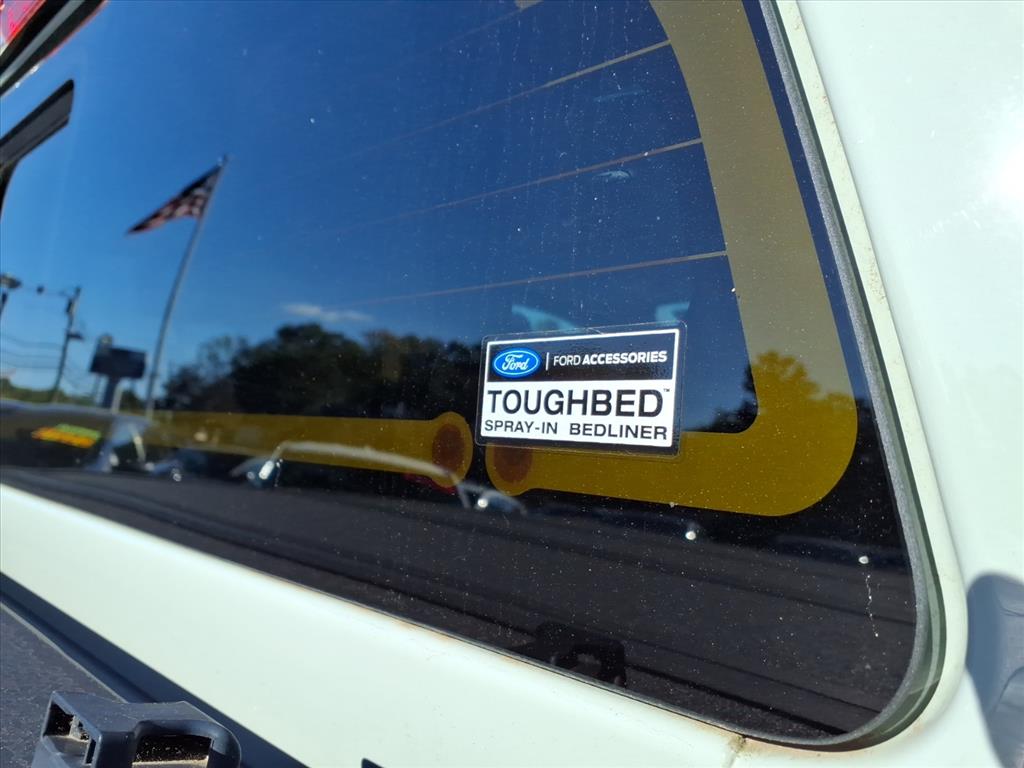 Ford | FORD ACCESSORIES
TOUGHBED™
SPRAY-IN BEDLINER